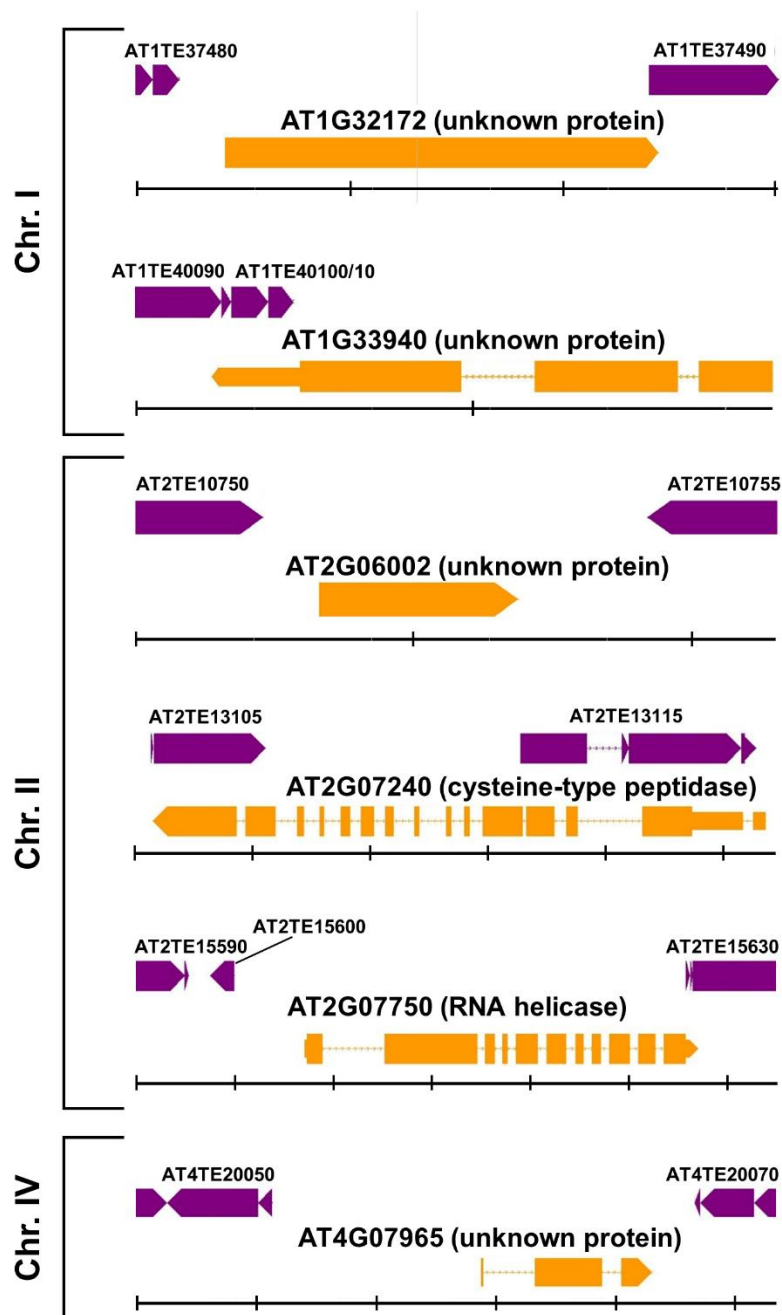 Chr. I
AT1TE37480 AT1TE37490
AT1G32172 (unknown protein)
AT1TE40090 AT1TE40100/10
AT1G33940 (unknown protein)
Chr. II
AT2TE10750 AT2TE10755
AT2G06002 (unknown protein)
AT2TE13105 AT2TE13115
AT2G07240 (cysteine-type peptidase)
AT2TE15600
AT2TE15590 AT2TE15630
AT2G07750 (RNA helicase)
Chr. IV
AT4TE20050 AT4TE20070
AT4G07965 (unknown protein)